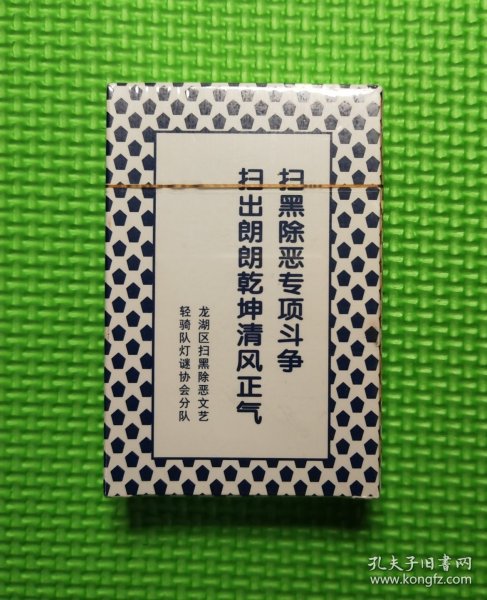 扫黑除恶专项斗争
扫出朗朗乾坤清风正气
龙湖区扫黑除恶文艺
轻骑队灯谜协会分队
孔夫子旧书网
www.kongfz.com